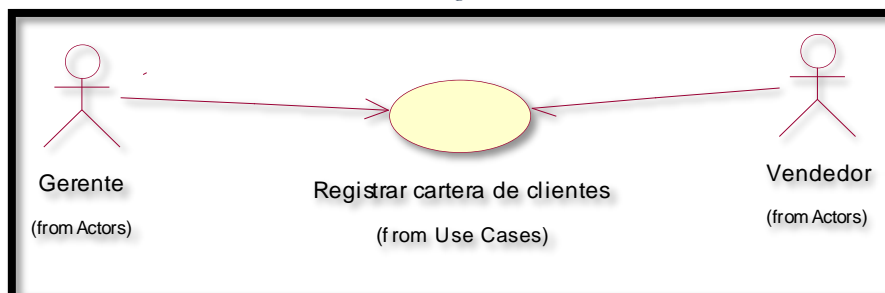 Gerente
(from Actors)
Registrar cartera de clientes
(from Use Cases)
Vendedor
(from Actors)